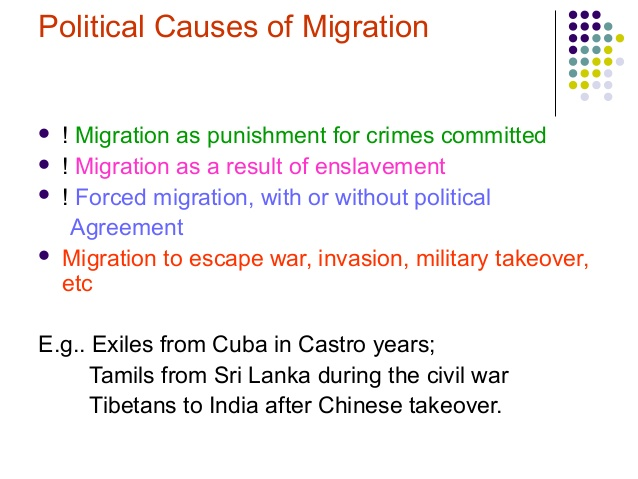 Political Causes of Migration
! Migration as punishment for crimes committed
! Migration as a result of enslavement
! Forced migration, with or without political
Agreement
Migration to escape war, invasion, military takeover,
etc
E.g.. Exiles from Cuba in Castro years;
Tamils from Sri Lanka during the civil war
Tibetans to India after Chinese takeover.